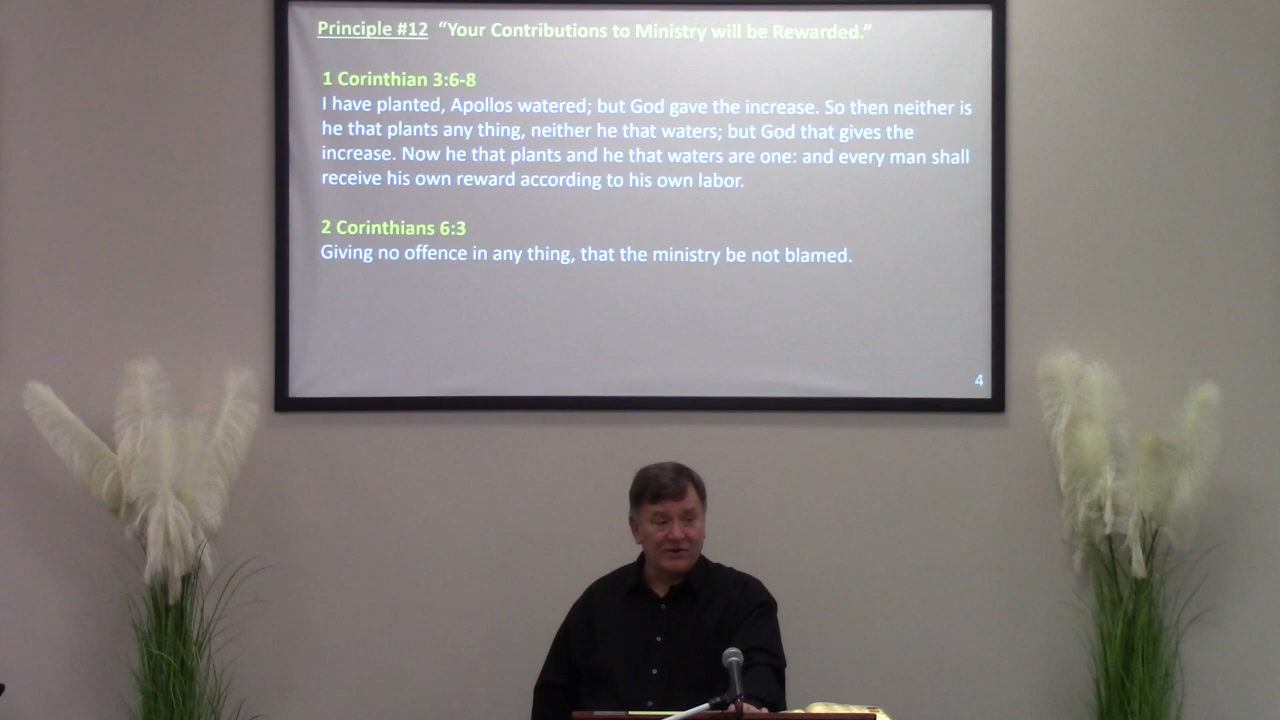 Principle #12 “Your Contributions to Ministry will be Rewarded.”
1 Corinthian 3:6-8
I have planted, Apollos watered; but God gave the increase. So then neither is
he that plants any thing, neither he that waters; but God that gives the
increase. Now he that plants and he that waters are one: and every man shall
receive his own reward according to his own labor.
2 Corinthians 6:3
Giving no offence in any thing, that the ministry be not blamed.
4